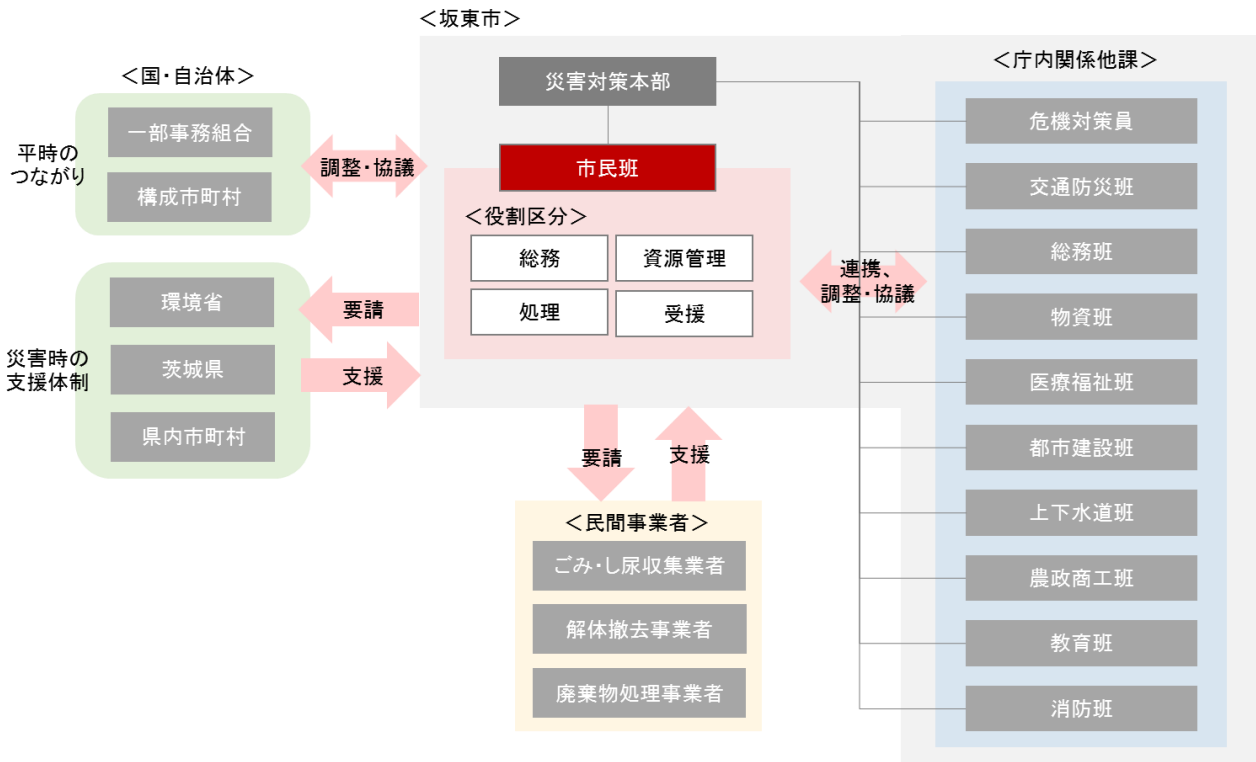 ＜坂東市＞
＜国・自治体＞
一部事務組合
構成市町村
平時の
つながり
調整・協議
環境省
茨城県
県内市町村
災害時の
支援体制
要請
支援
災害対策本部
市民班
＜役割区分＞
総務
資源管理
処理
受援
連携、
調整・協議
要請
支援
＜民間事業者＞
ごみ・し尿収集業者
解体撤去事業者
廃棄物処理事業者
＜庁内関係他課＞
危機対策員
交通防災班
総務班
物資班
医療福祉班
都市建設班
上下水道班
農政商工班
教育班
消防班